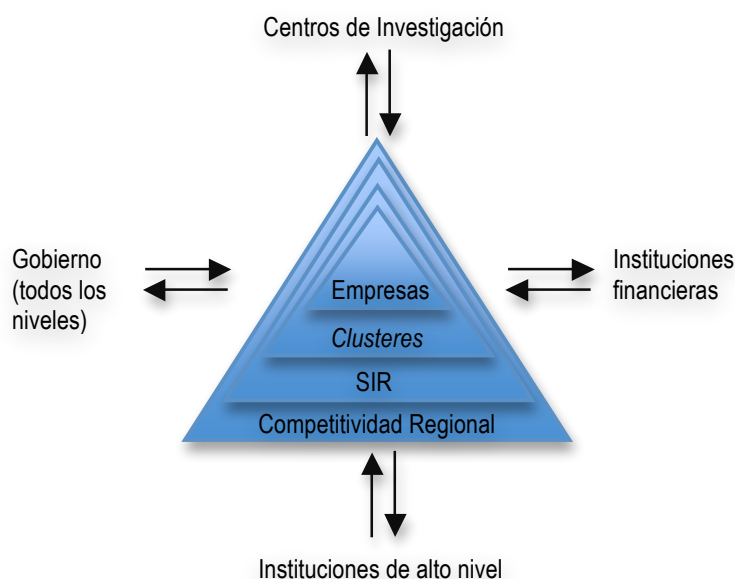 Centros de Investigación
Gobierno
(todos los
niveles)
Instituciones
financieras
Empresas
Clusteres
SIR
Competitividad Regional
Instituciones de alto nivel